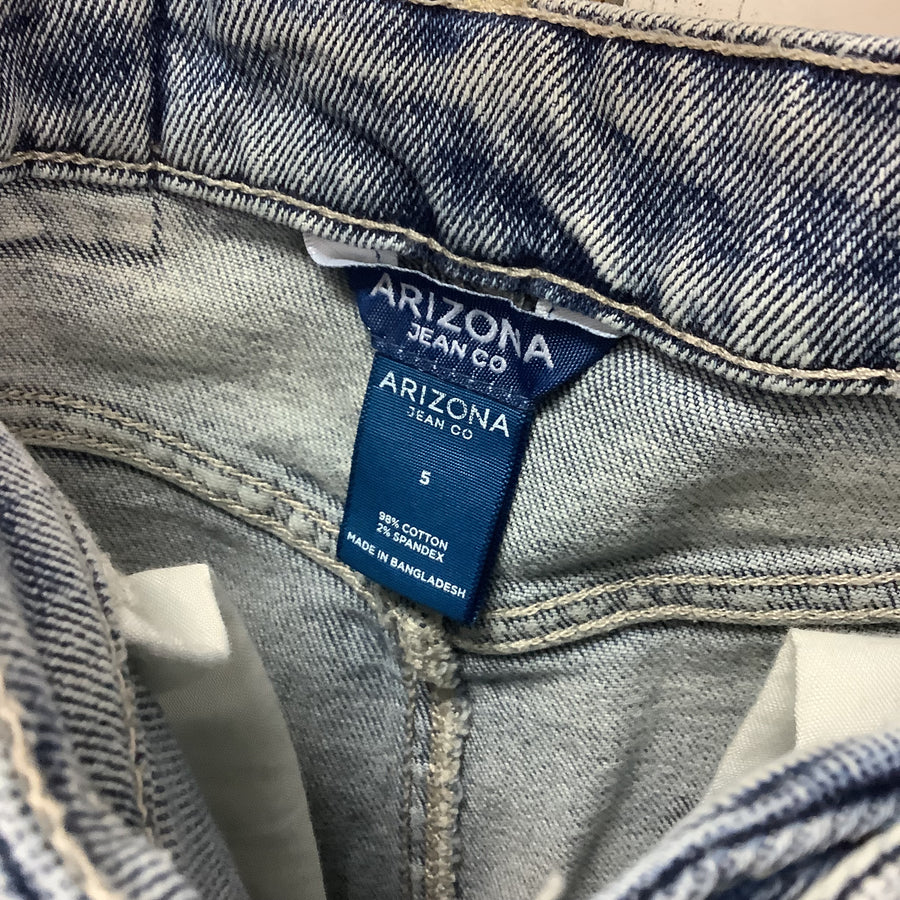 ARIZONA
JEAN CO
ARIZONA
JEAN CO
5
98% COTTON
2% SPANDEX
MADE IN BANGLADESH